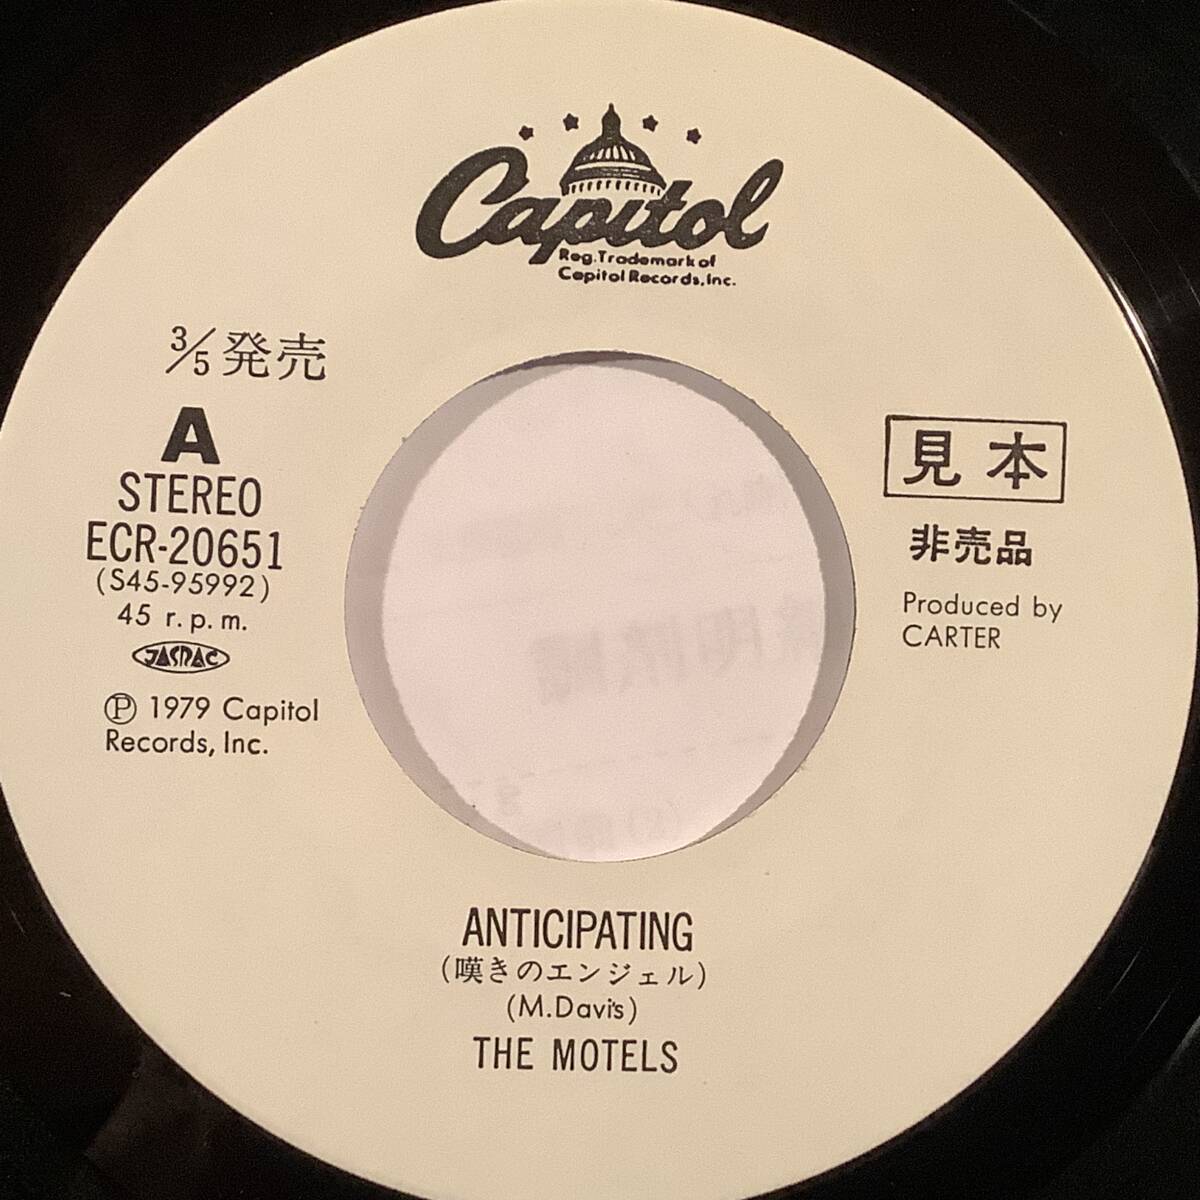 Capitol
Reg. Trademark of
Capitol Records, Inc.
3/5発売
A
STEREO
ECR-20651
(S45-95992)
45 r.p.m.
JASRAC
Ⓟ 1979 Capitol
Records, Inc.
見本
非売品
Produced by
CARTER
ANTICIPATING
(嘆きのエンジェル)
(M.Davis)
THE MOTELS